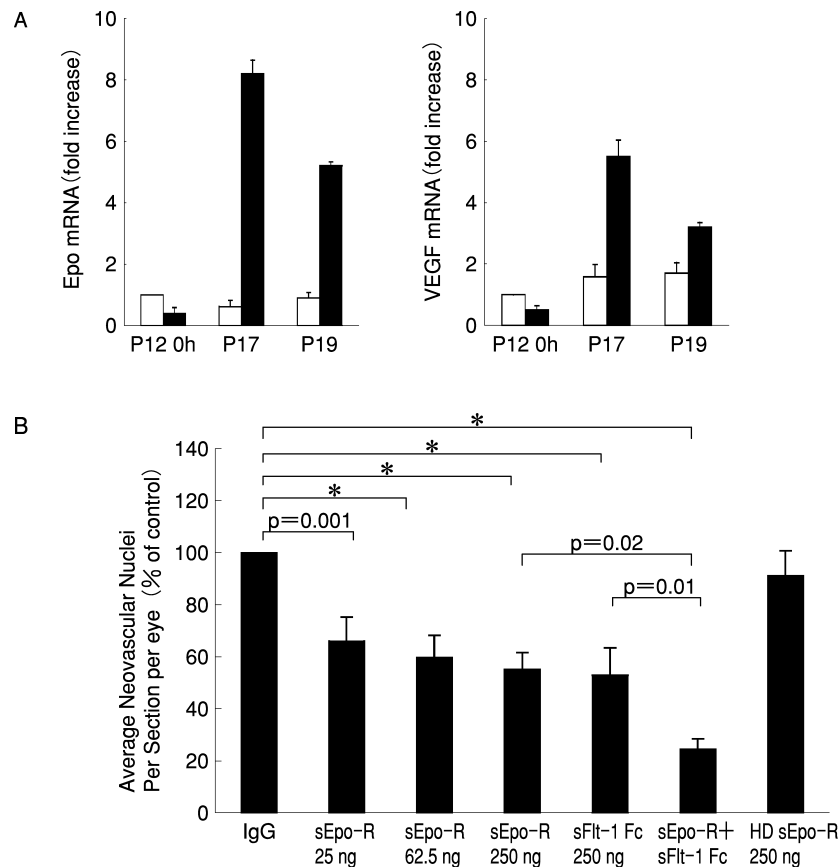 A
Epo mRNA(fold increase)
10
8
6
4
2
0
P12 0h
P17
P19
VEGF mRNA(fold increase)
10
8
6
4
2
0
P12 0h
P17
P19
B
Average Neovascular Nuclei
Per Section per eye (% of control)
140
120
100
80
60
40
20
0
*
*
*
*
p=0.001
p=0.02
p=0.01
IgG
sEpo-R
25 ng
sEpo-R
62.5 ng
sEpo-R
250 ng
sFlt-1 Fc
250 ng
sEpo-R+
sFlt-1 Fc
HD sEpo-R
250 ng